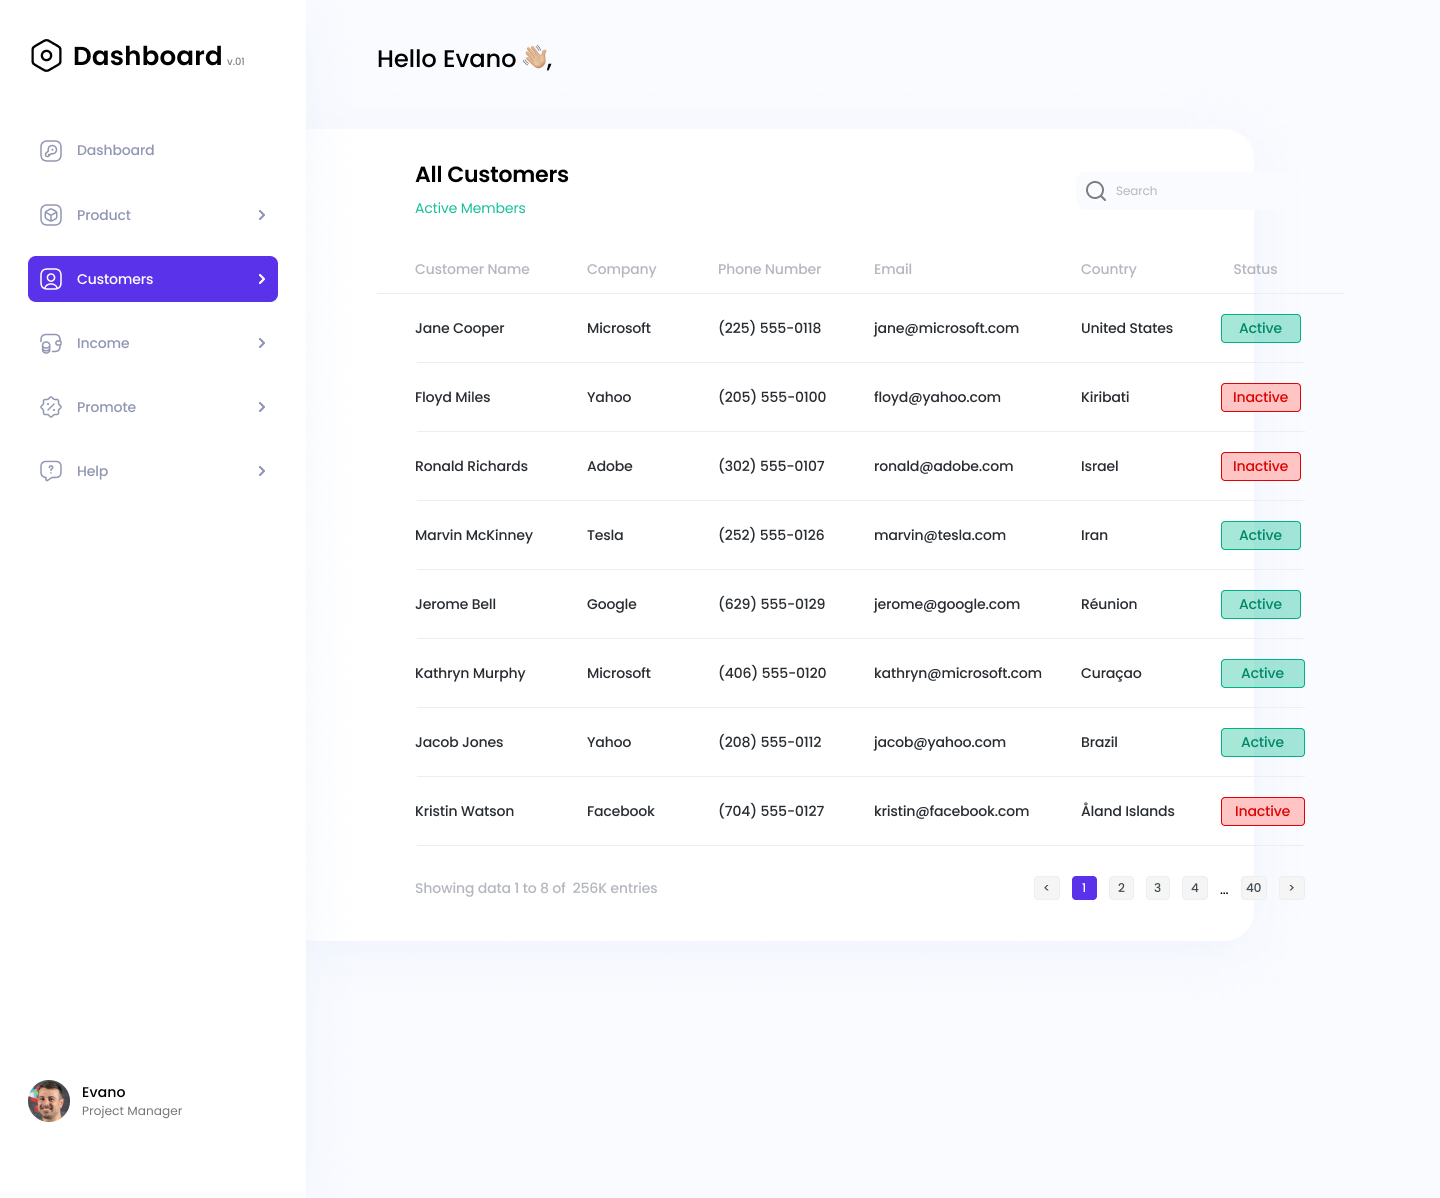 Dashboard v.01
Dashboard
Product
Customers
Income
Promote
Help
Evano
Project Manager
Hello Evano 👋🏼,
All Customers
Active Members
Search
Customer Name Company Phone Number Email Country Status
Jane Cooper Microsoft (225) 555-0118 jane@microsoft.com United States Active
Floyd Miles Yahoo (205) 555-0100 floyd@yahoo.com Kiribati Inactive
Ronald Richards Adobe (302) 555-0107 ronald@adobe.com Israel Inactive
Marvin McKinney Tesla (252) 555-0126 marvin@tesla.com Iran Active
Jerome Bell Google (629) 555-0129 jerome@google.com Réunion Active
Kathryn Murphy Microsoft (406) 555-0120 kathryn@microsoft.com Curaçao Active
Jacob Jones Yahoo (208) 555-0112 jacob@yahoo.com Brazil Active
Kristin Watson Facebook (704) 555-0127 kristin@facebook.com Åland Islands Inactive
Showing data 1 to 8 of 256K entries
< 1 2 3 4 ... 40 >